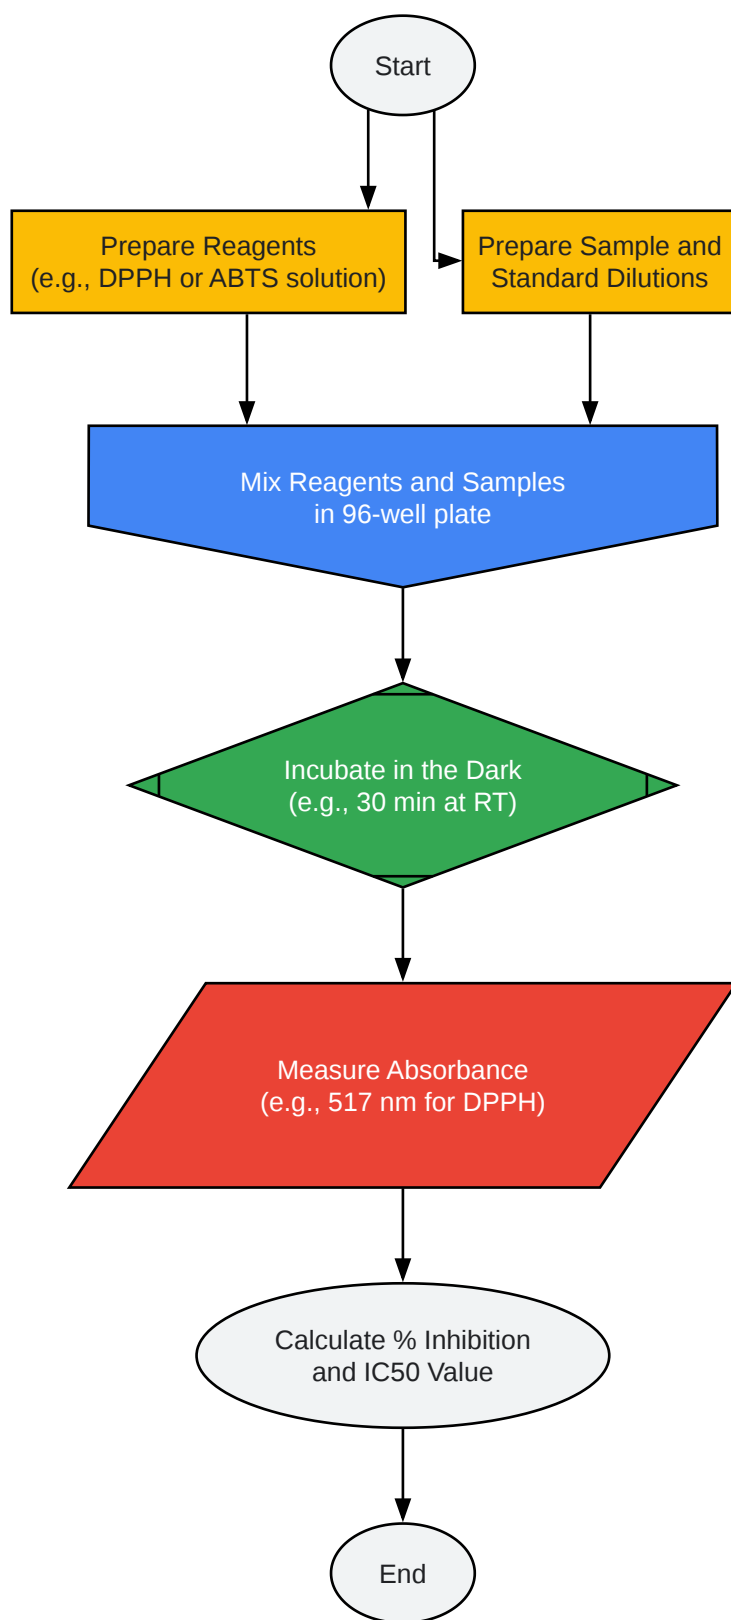 Start
Prepare Reagents
(e.g., DPPH or ABTS solution)
Prepare Sample and
Standard Dilutions
Mix Reagents and Samples
in 96-well plate
Incubate in the Dark
(e.g., 30 min at RT)
Measure Absorbance
(e.g., 517 nm for DPPH)
Calculate % Inhibition
and IC50 Value
End